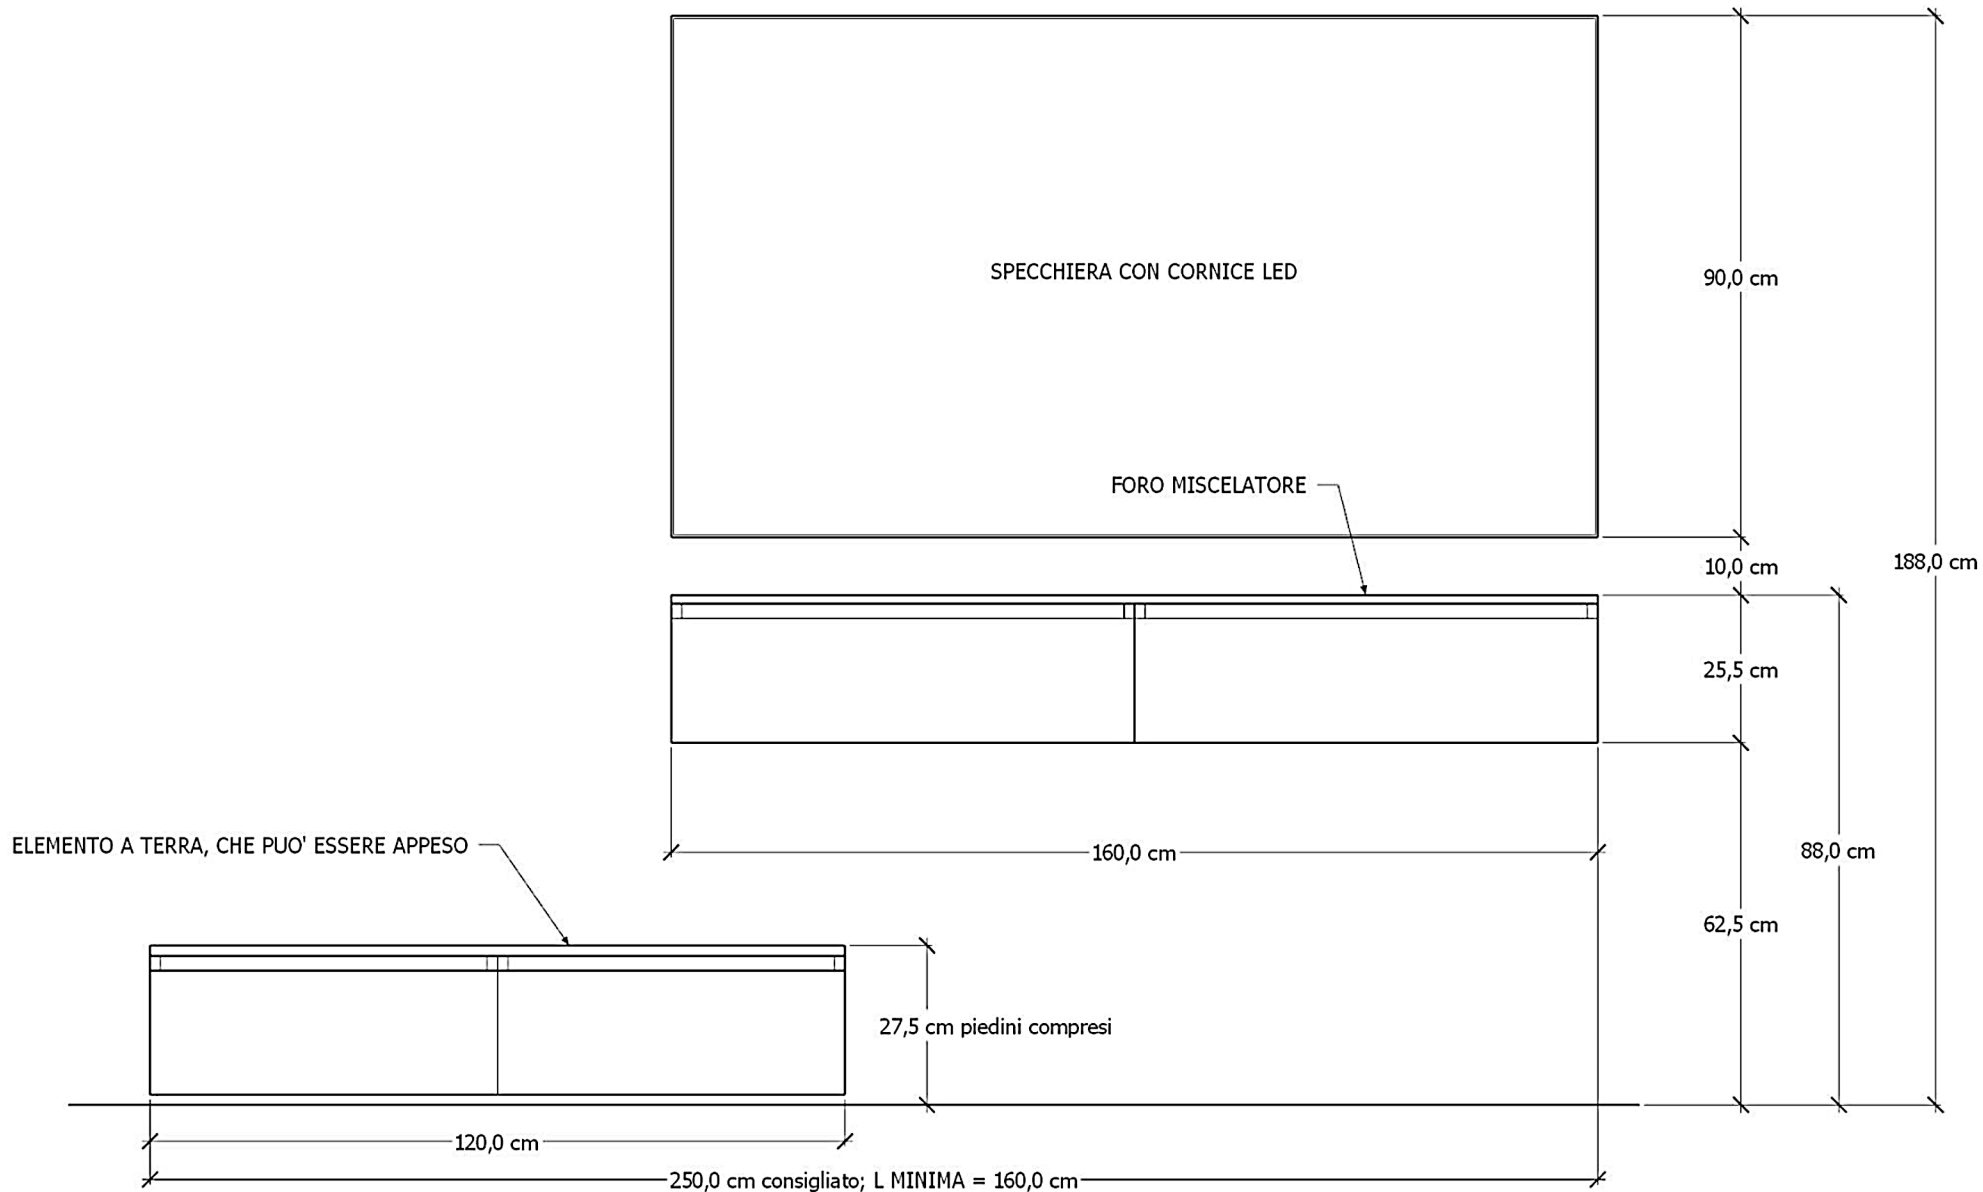 SPECCHIERA CON CORNICE LED
90,0 cm
FORO MISCELATORE
10,0 cm
188,0 cm
25,5 cm
ELEMENTO A TERRA, CHE PUO' ESSERE APPESO
160,0 cm
88,0 cm
62,5 cm
27,5 cm piedini compresi
120,0 cm
250,0 cm consigliato; L MINIMA = 160,0 cm